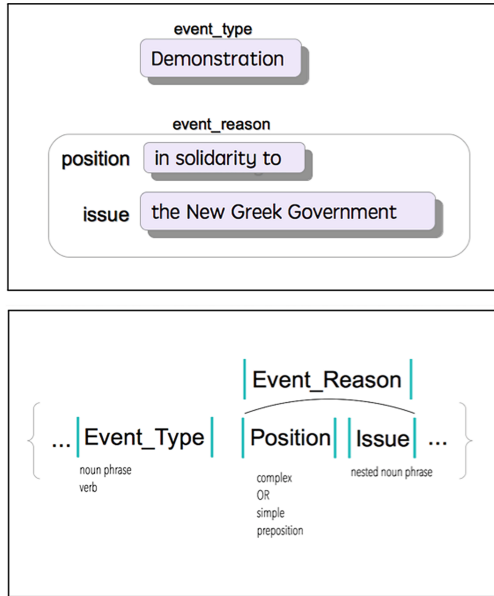 event_type
Demonstration
event_reason
position in solidarity to
issue the New Greek Government
Event_Reason
... Event_Type Position Issue ...
noun phrase
verb
nested noun phrase
complex
OR
simple
preposition